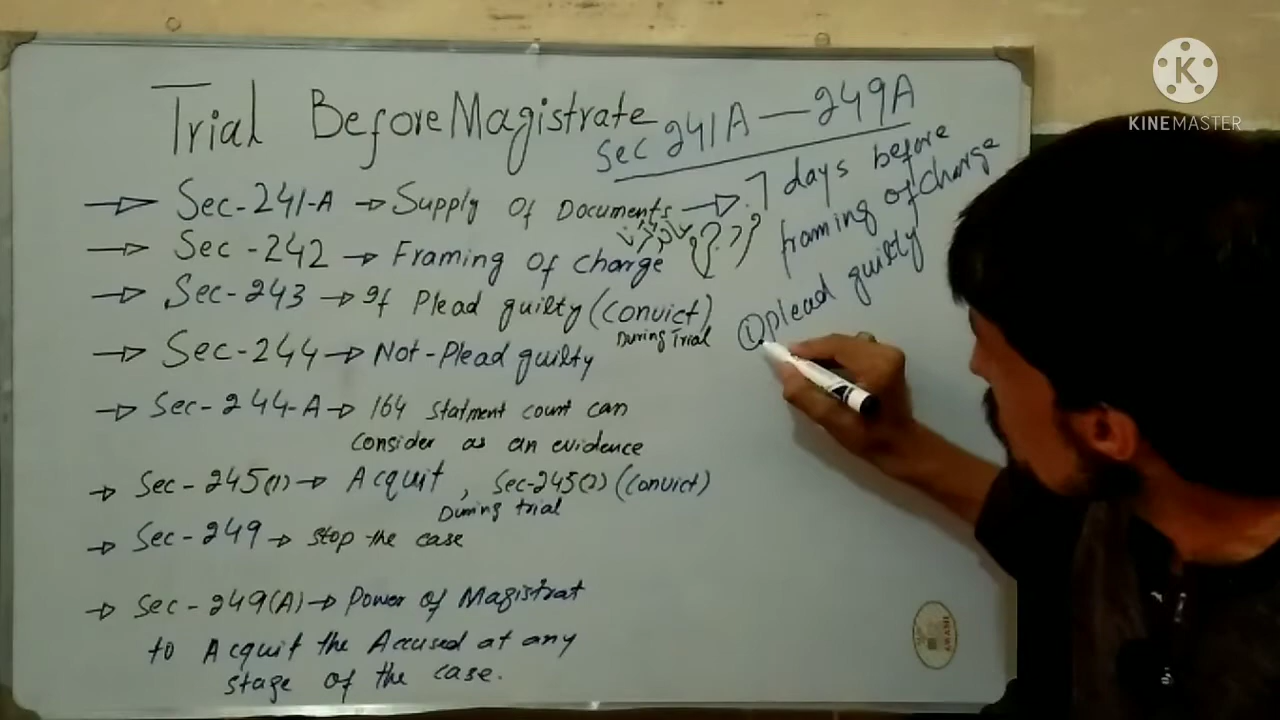 Trial Before Magistrate Sec 241A — 249A
→ Sec-241-A → Supply of Documents → 7 days before
framing of charge
→ Sec-242 → Framing of charge
→ Sec-243 → If Plead guilty (Convict)
During Trial
① plead guilty
→ Sec-244 → Not-Plead guilty
→ Sec-244-A → 164 statment count can
consider as an evidence
→ Sec-245(1) → Acquit, Sec-245(2) (Convict)
During trial
→ Sec-249 → stop the case
→ Sec-249(A) → Power of Magistrat
to Acquit the Accused at any
stage of the case.
K
KINEMASTER